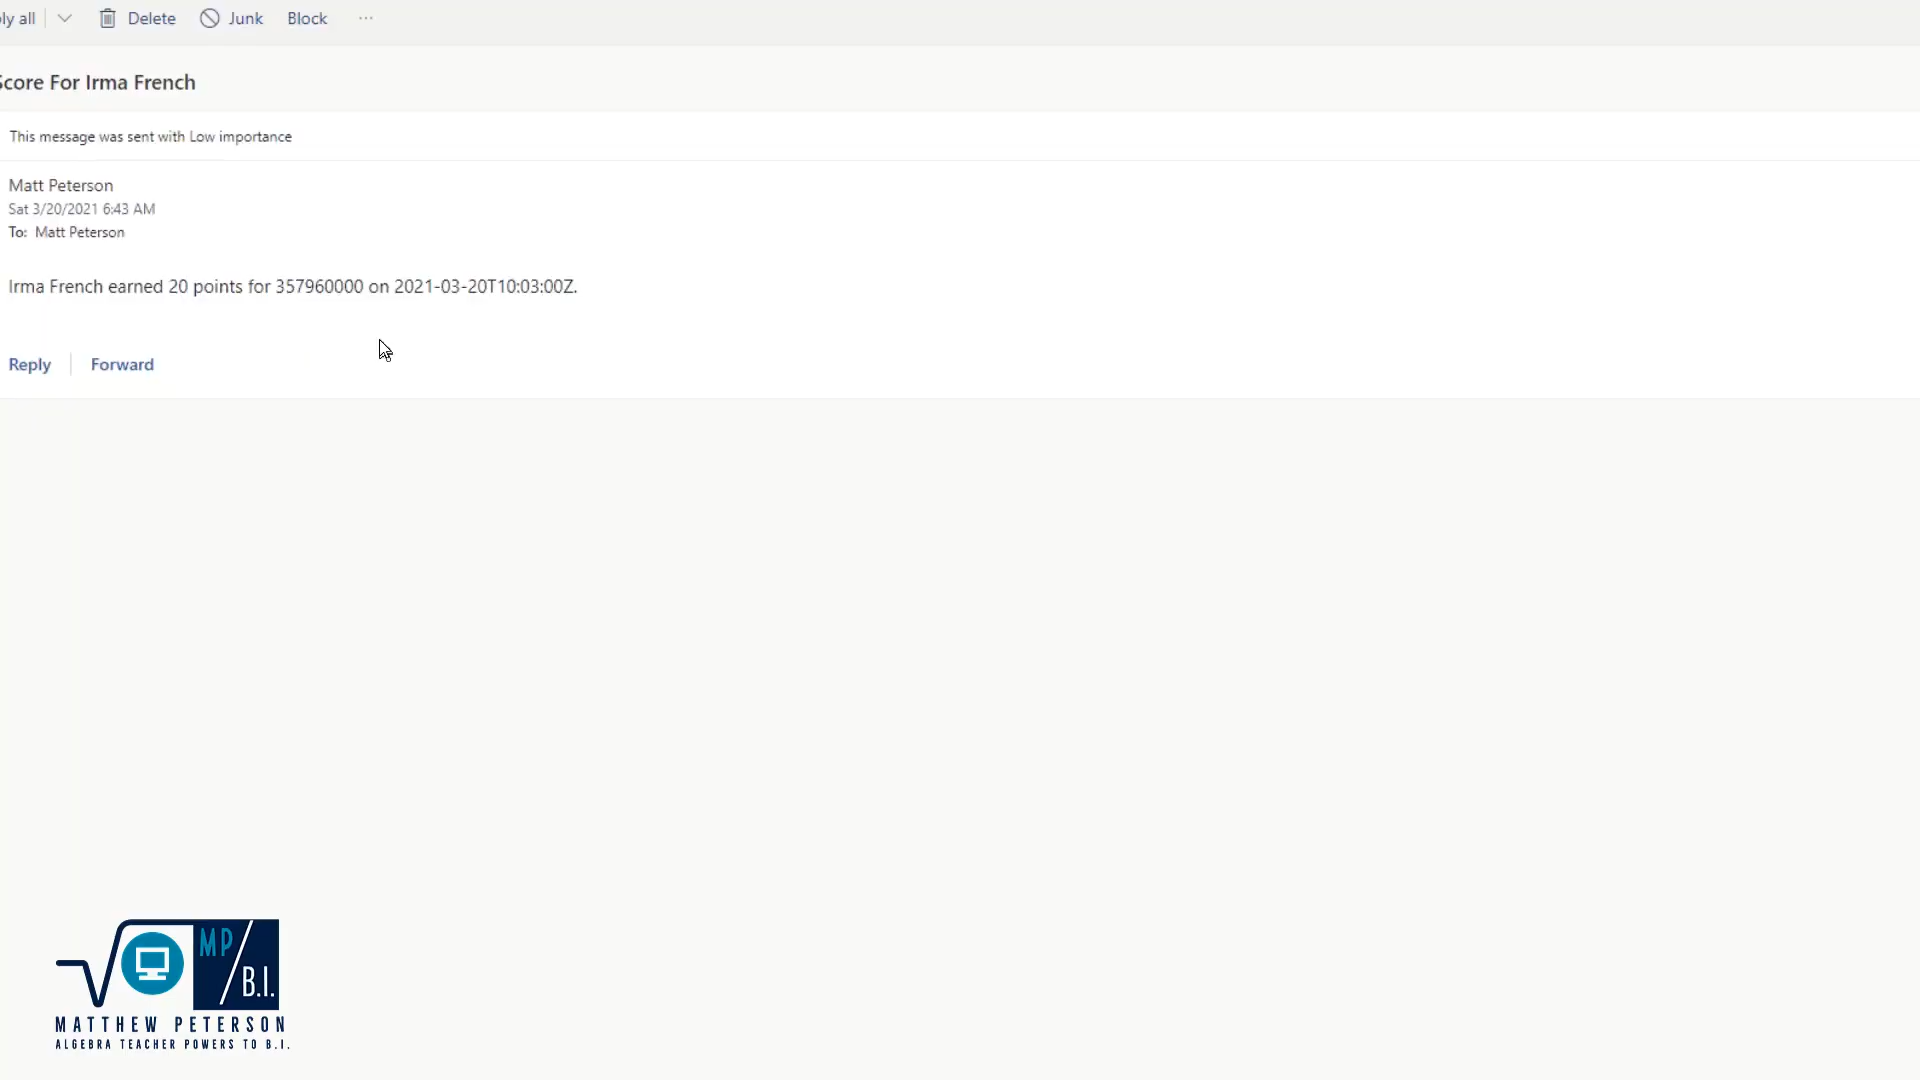 ly all Delete Junk Block ...
Score For Irma French
This message was sent with Low importance
Matt Peterson
Sat 3/20/2021 6:43 AM
To: Matt Peterson
Irma French earned 20 points for 357960000 on 2021-03-20T10:03:00Z.
Reply Forward
MP/B.I.
MATTHEW PETERSON
ALGEBRA TEACHER POWERS TO B.I.